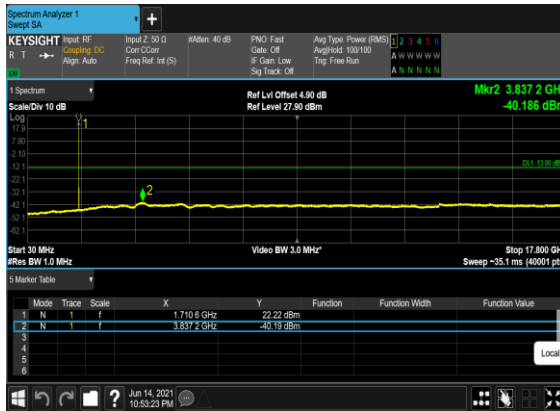 Spectrum Analyzer 1
Swept SA
KEYSIGHT
R T
Input: RF
Coupling: DC
Align: Auto
Input Z: 50 Ω
Corr CCorr
Freq Ref: Int (S)
#Atten: 40 dB
PNO: Fast
Gate: Off
IF Gain: Low
Sig Track: Off
Avg Type: Power (RMS)
Avg|Hold: 100/100
Trig: Free Run
1 2 3 4 5 6
A W W W W W
A N N N N N
1 Spectrum
Scale/Div 10 dB
Ref Lvl Offset 4.90 dB
Ref Level 27.90 dBm
Mkr2 3.837 2 GH
-40.186 dBr
Log
17.9
7.90
-2.10
-12.1
-22.1
-32.1
-42.1
-52.1
-62.1
1
2
DL1 -13.00 dB
Start 30 MHz
#Res BW 1.0 MHz
Video BW 3.0 MHz*
Stop 17.800 GH
Sweep ~35.1 ms (40001 pt
5 Marker Table
Mode Trace Scale X Y Function Function Width Function Value
1 N 1 f 1.710 6 GHz 22.22 dBm
2 N 1 f 3.837 2 GHz -40.19 dBm
3
4
5
6
Local
Jun 14, 2021
10:53:23 PM